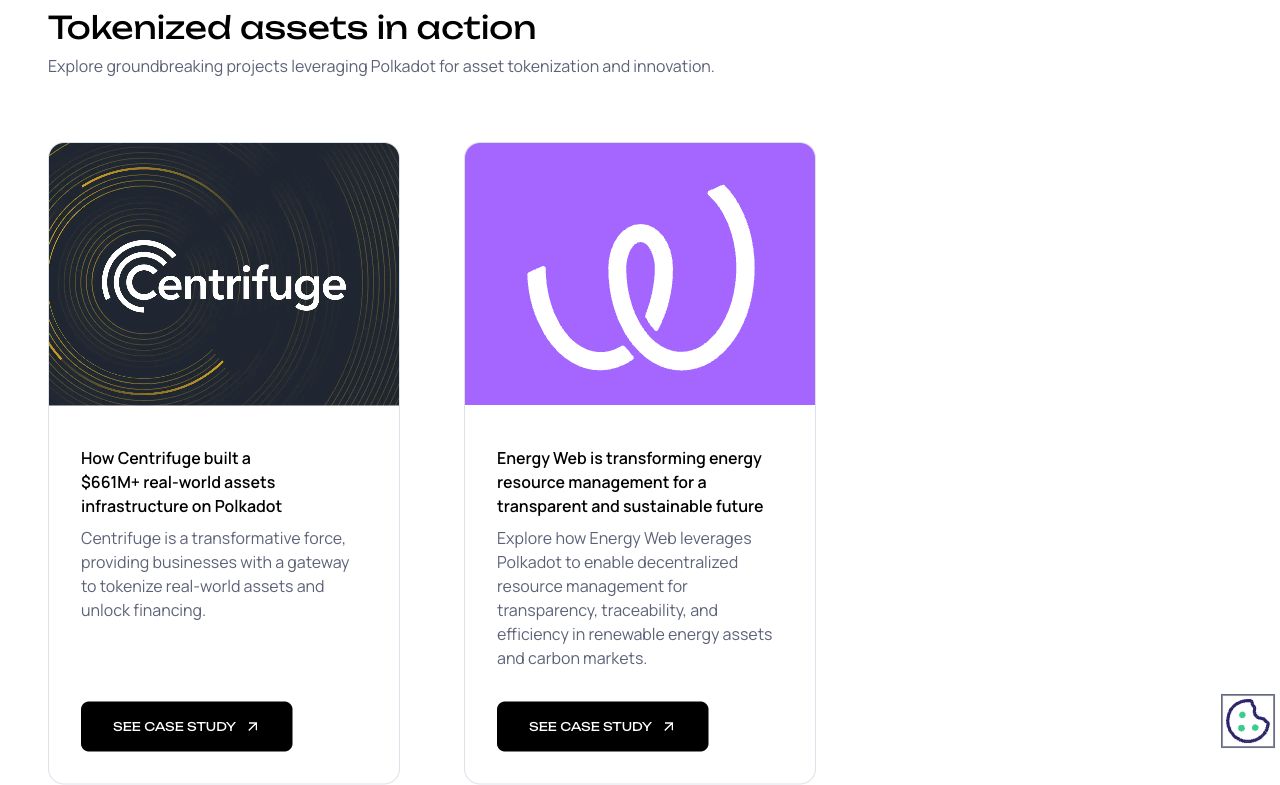 Tokenized assets in action
Explore groundbreaking projects leveraging Polkadot for asset tokenization and innovation.
Centrifuge
How Centrifuge built a
$661M+ real-world assets
infrastructure on Polkadot
Centrifuge is a transformative force,
providing businesses with a gateway
to tokenize real-world assets and
unlock financing.
SEE CASE STUDY
Energy Web is transforming energy
resource management for a
transparent and sustainable future
Explore how Energy Web leverages
Polkadot to enable decentralized
resource management for
transparency, traceability, and
efficiency in renewable energy assets
and carbon markets.
SEE CASE STUDY